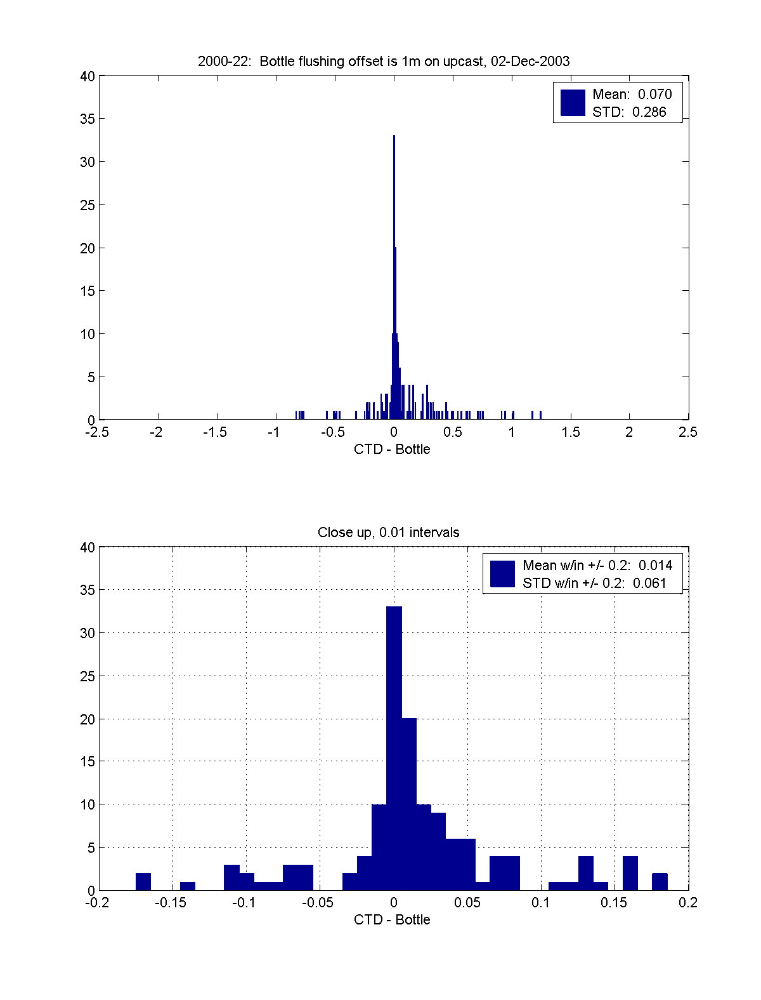 2000-22:  Bottle flushing offset is 1m on upcast, 02-Dec-2003
40
35
30
25
20
15
10
5
0
Mean:  0.070
STD:  0.286
-2.5 -2 -1.5 -1 -0.5 0 0.5 1 1.5 2 2.5
CTD - Bottle
Close up, 0.01 intervals
40
35
30
25
20
15
10
5
0
Mean w/in +/- 0.2:  0.014
STD w/in +/- 0.2:  0.061
-0.2 -0.15 -0.1 -0.05 0 0.05 0.1 0.15 0.2
CTD - Bottle